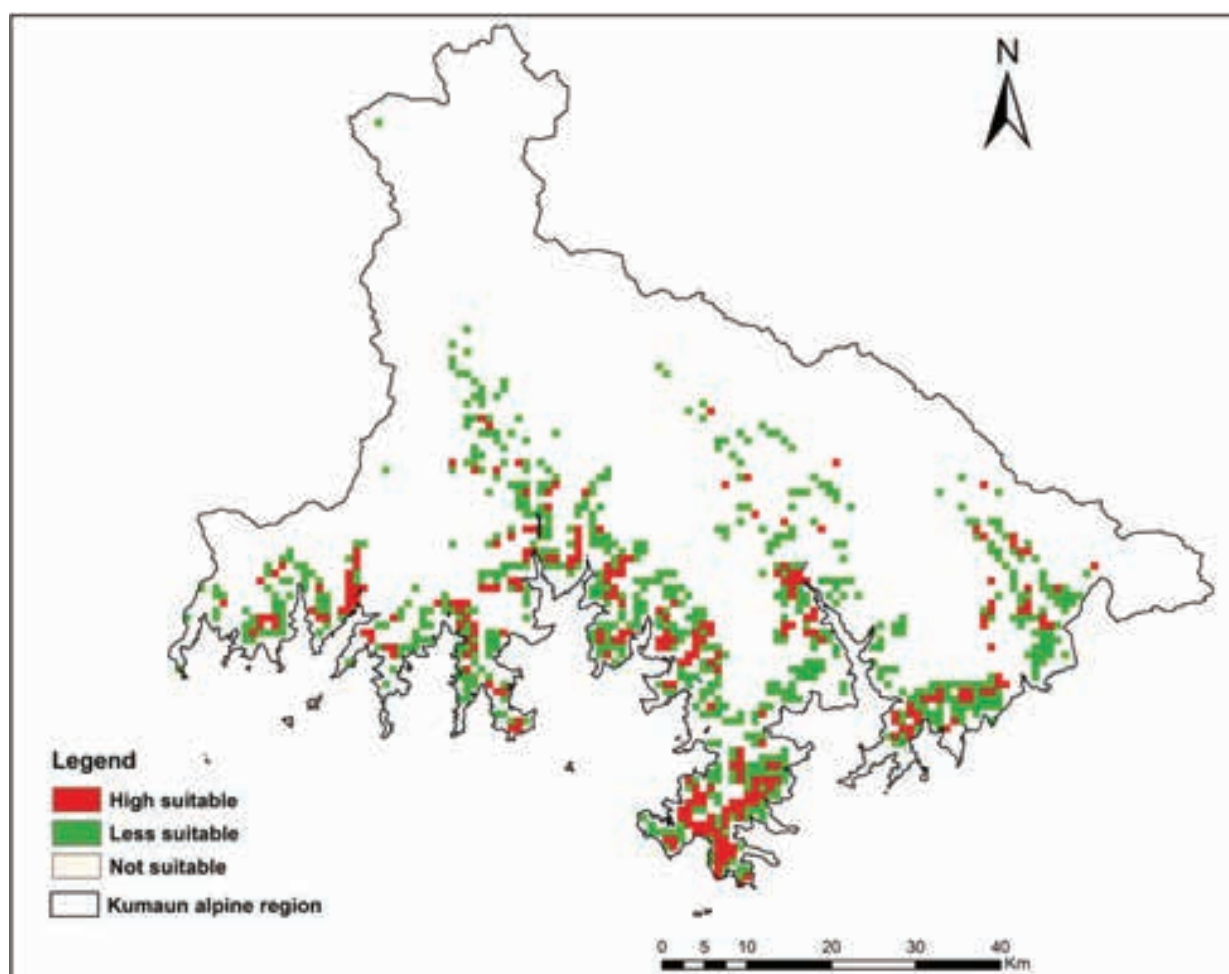 N
Legend
High suitable
Less suitable
Not suitable
Kumaun alpine region
0 5 10 20 30 40
Km